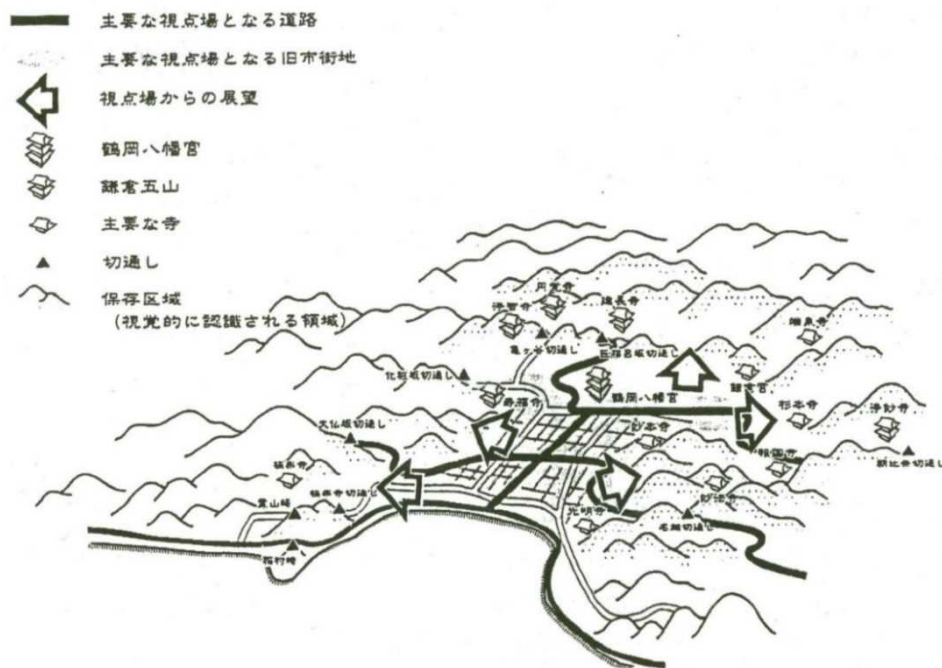 主要な視点場となる道路
主要な視点場となる旧市街地
視点場からの展望
鶴岡八幡宮
鎌倉五山
主要な寺
切通し
保存区域
(視覚的に認識される領域)
円覚寺
浄智寺
建長寺
瑞泉寺
亀ヶ谷切通し
巨福呂坂切通し
化粧坂切通し
鎌倉宮
寿福寺
鶴岡八幡宮
杉本寺
浄妙寺
大仏坂切通し
妙本寺
報国寺
朝比奈切通し
極楽寺
極楽寺切通し
妙法寺
霊山崎
光明寺
名越切通し
稲村崎